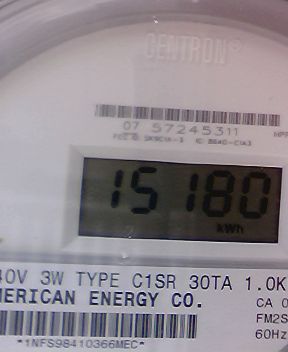 CENTRON®
07 57245311
15180
kWh
40V 3W TYPE C1SR 30TA 1.0K
MERICAN ENERGY CO.
CA 0
FM2S
60Hz
*1NFS98410366MEC*